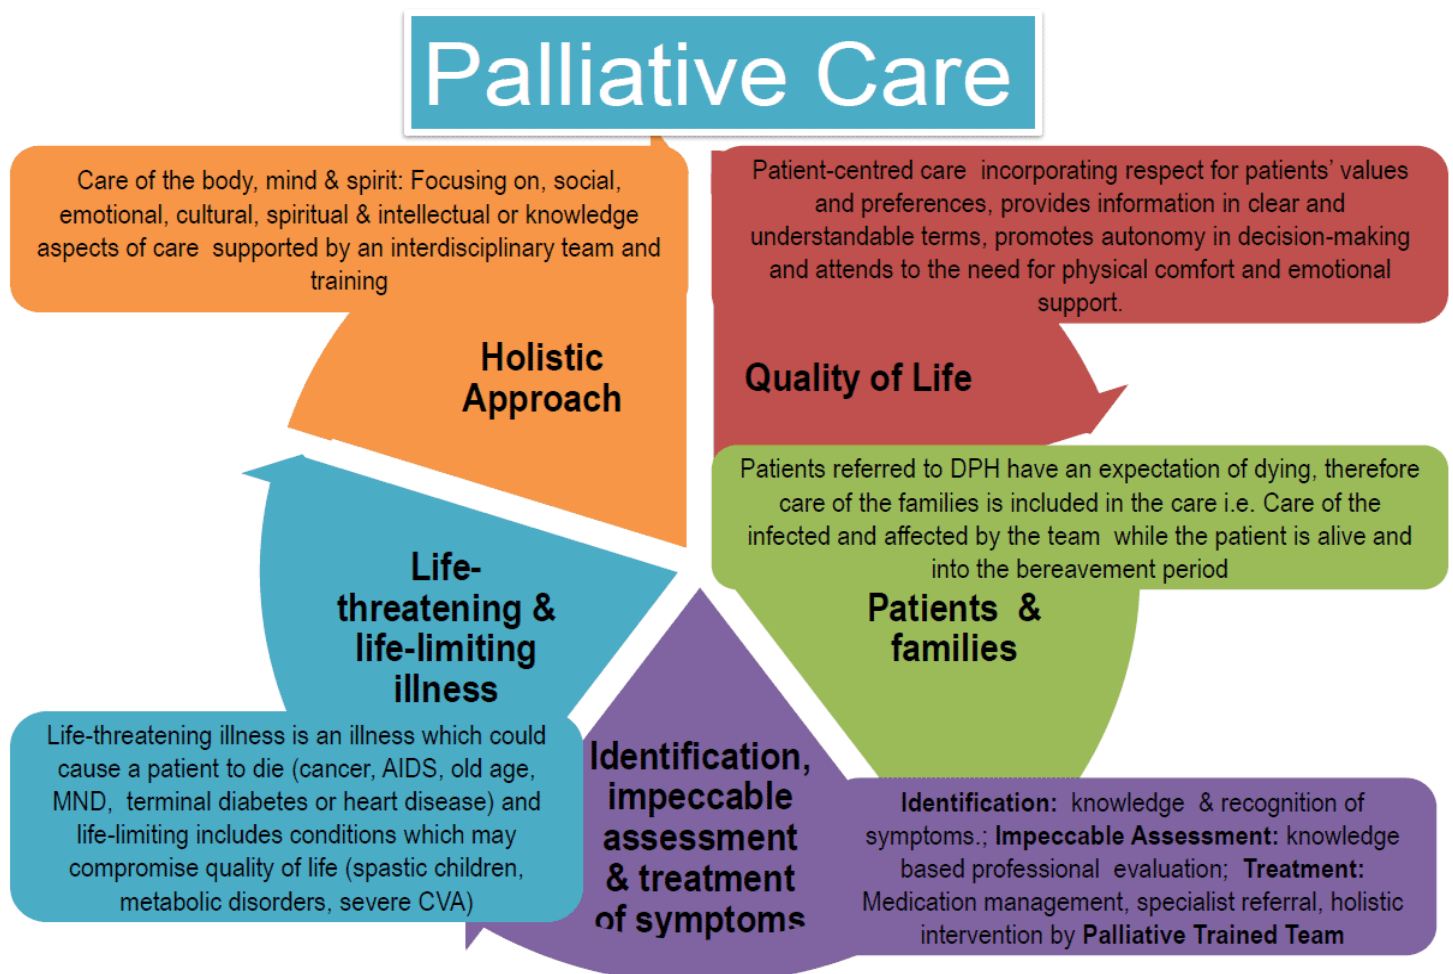 Palliative Care
Care of the body, mind & spirit: Focusing on, social,
emotional, cultural, spiritual & intellectual or knowledge
aspects of care supported by an interdisciplinary team and
training
Holistic
Approach
Patient-centred care incorporating respect for patients' values
and preferences, provides information in clear and
understandable terms, promotes autonomy in decision-making
and attends to the need for physical comfort and emotional
support.
Quality of Life
Patients referred to DPH have an expectation of dying, therefore
care of the families is included in the care i.e. Care of the
infected and affected by the team while the patient is alive and
into the bereavement period
Patients &
families
Identification,
impeccable
assessment
& treatment
of symptoms
Identification: knowledge & recognition of
symptoms.; Impeccable Assessment: knowledge
based professional evaluation; Treatment:
Medication management, specialist referral, holistic
intervention by Palliative Trained Team
Life-
threatening &
life-limiting
illness
Life-threatening illness is an illness which could
cause a patient to die (cancer, AIDS, old age,
MND, terminal diabetes or heart disease) and
life-limiting includes conditions which may
compromise quality of life (spastic children,
metabolic disorders, severe CVA)